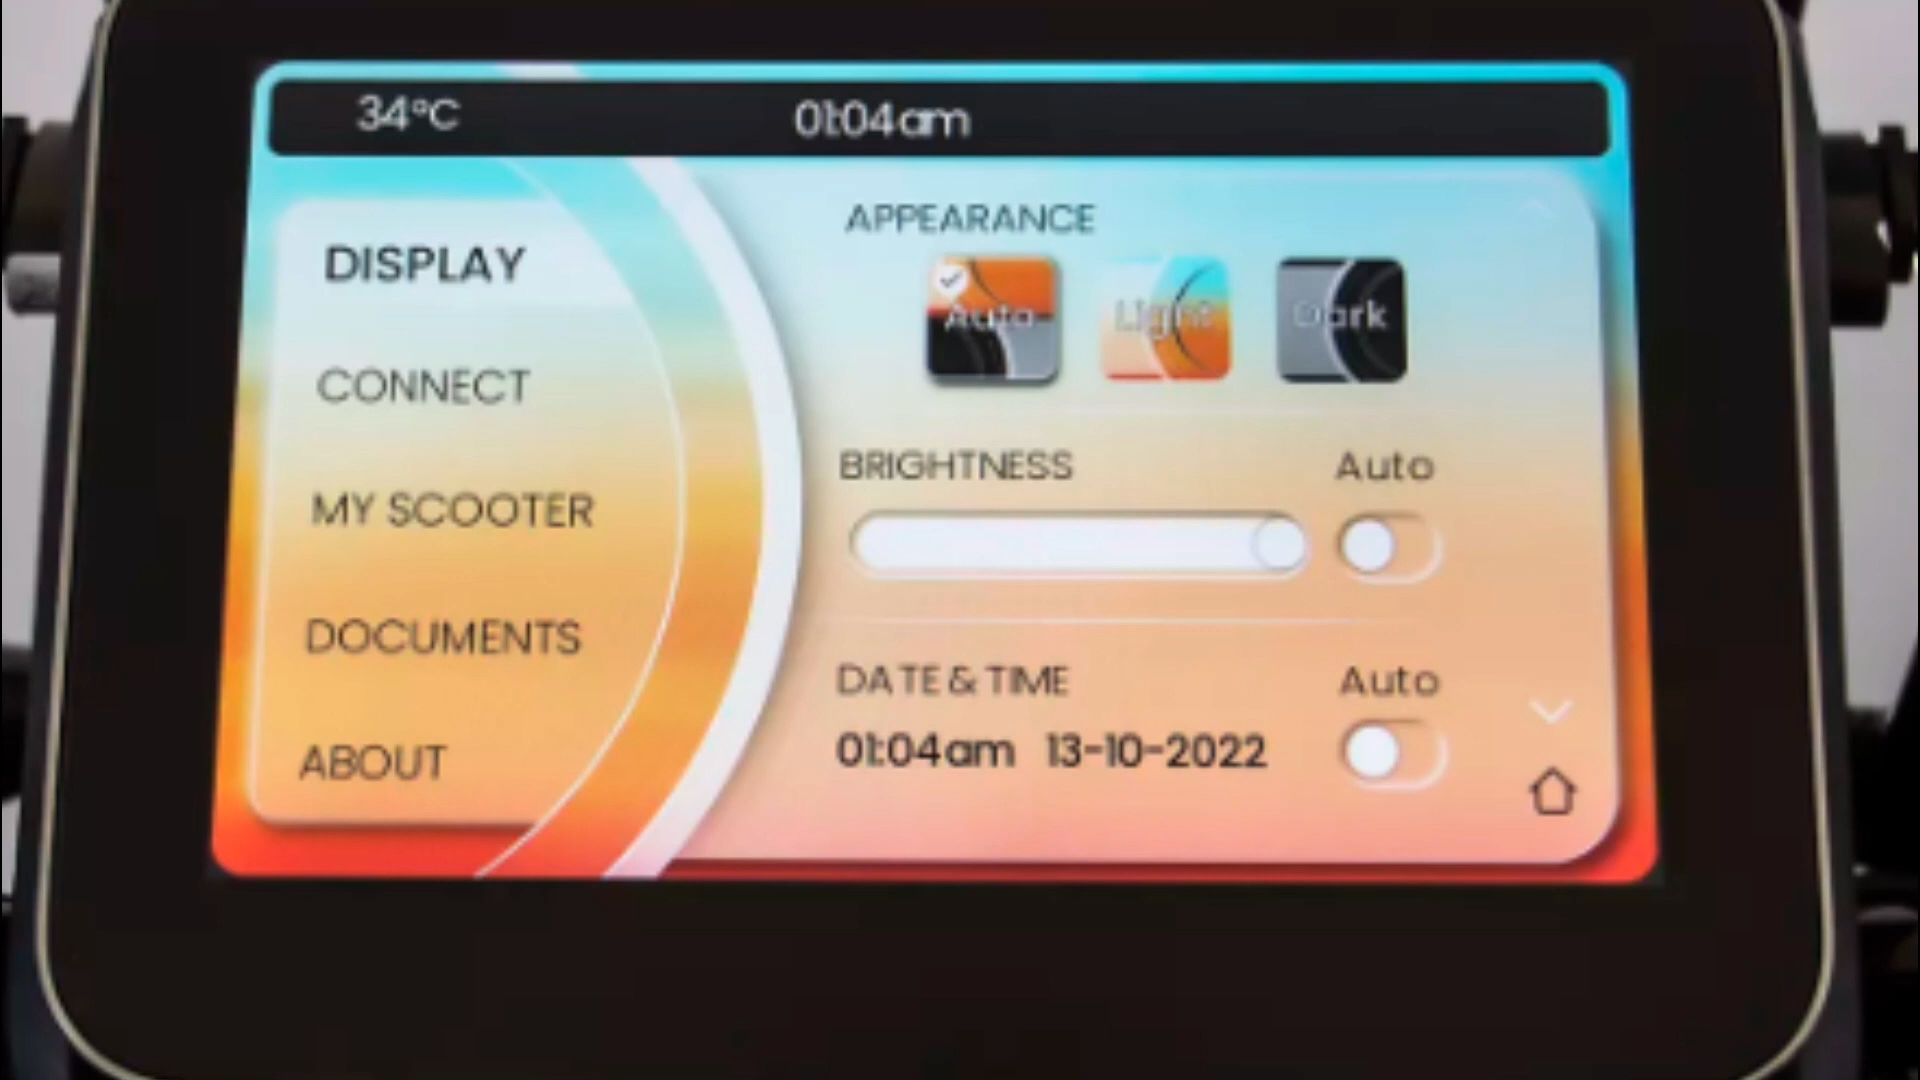 34°C 01:04am
DISPLAY
CONNECT
MY SCOOTER
DOCUMENTS
ABOUT
APPEARANCE
Auto Light Dark
BRIGHTNESS Auto
DATE & TIME Auto
01:04am 13-10-2022